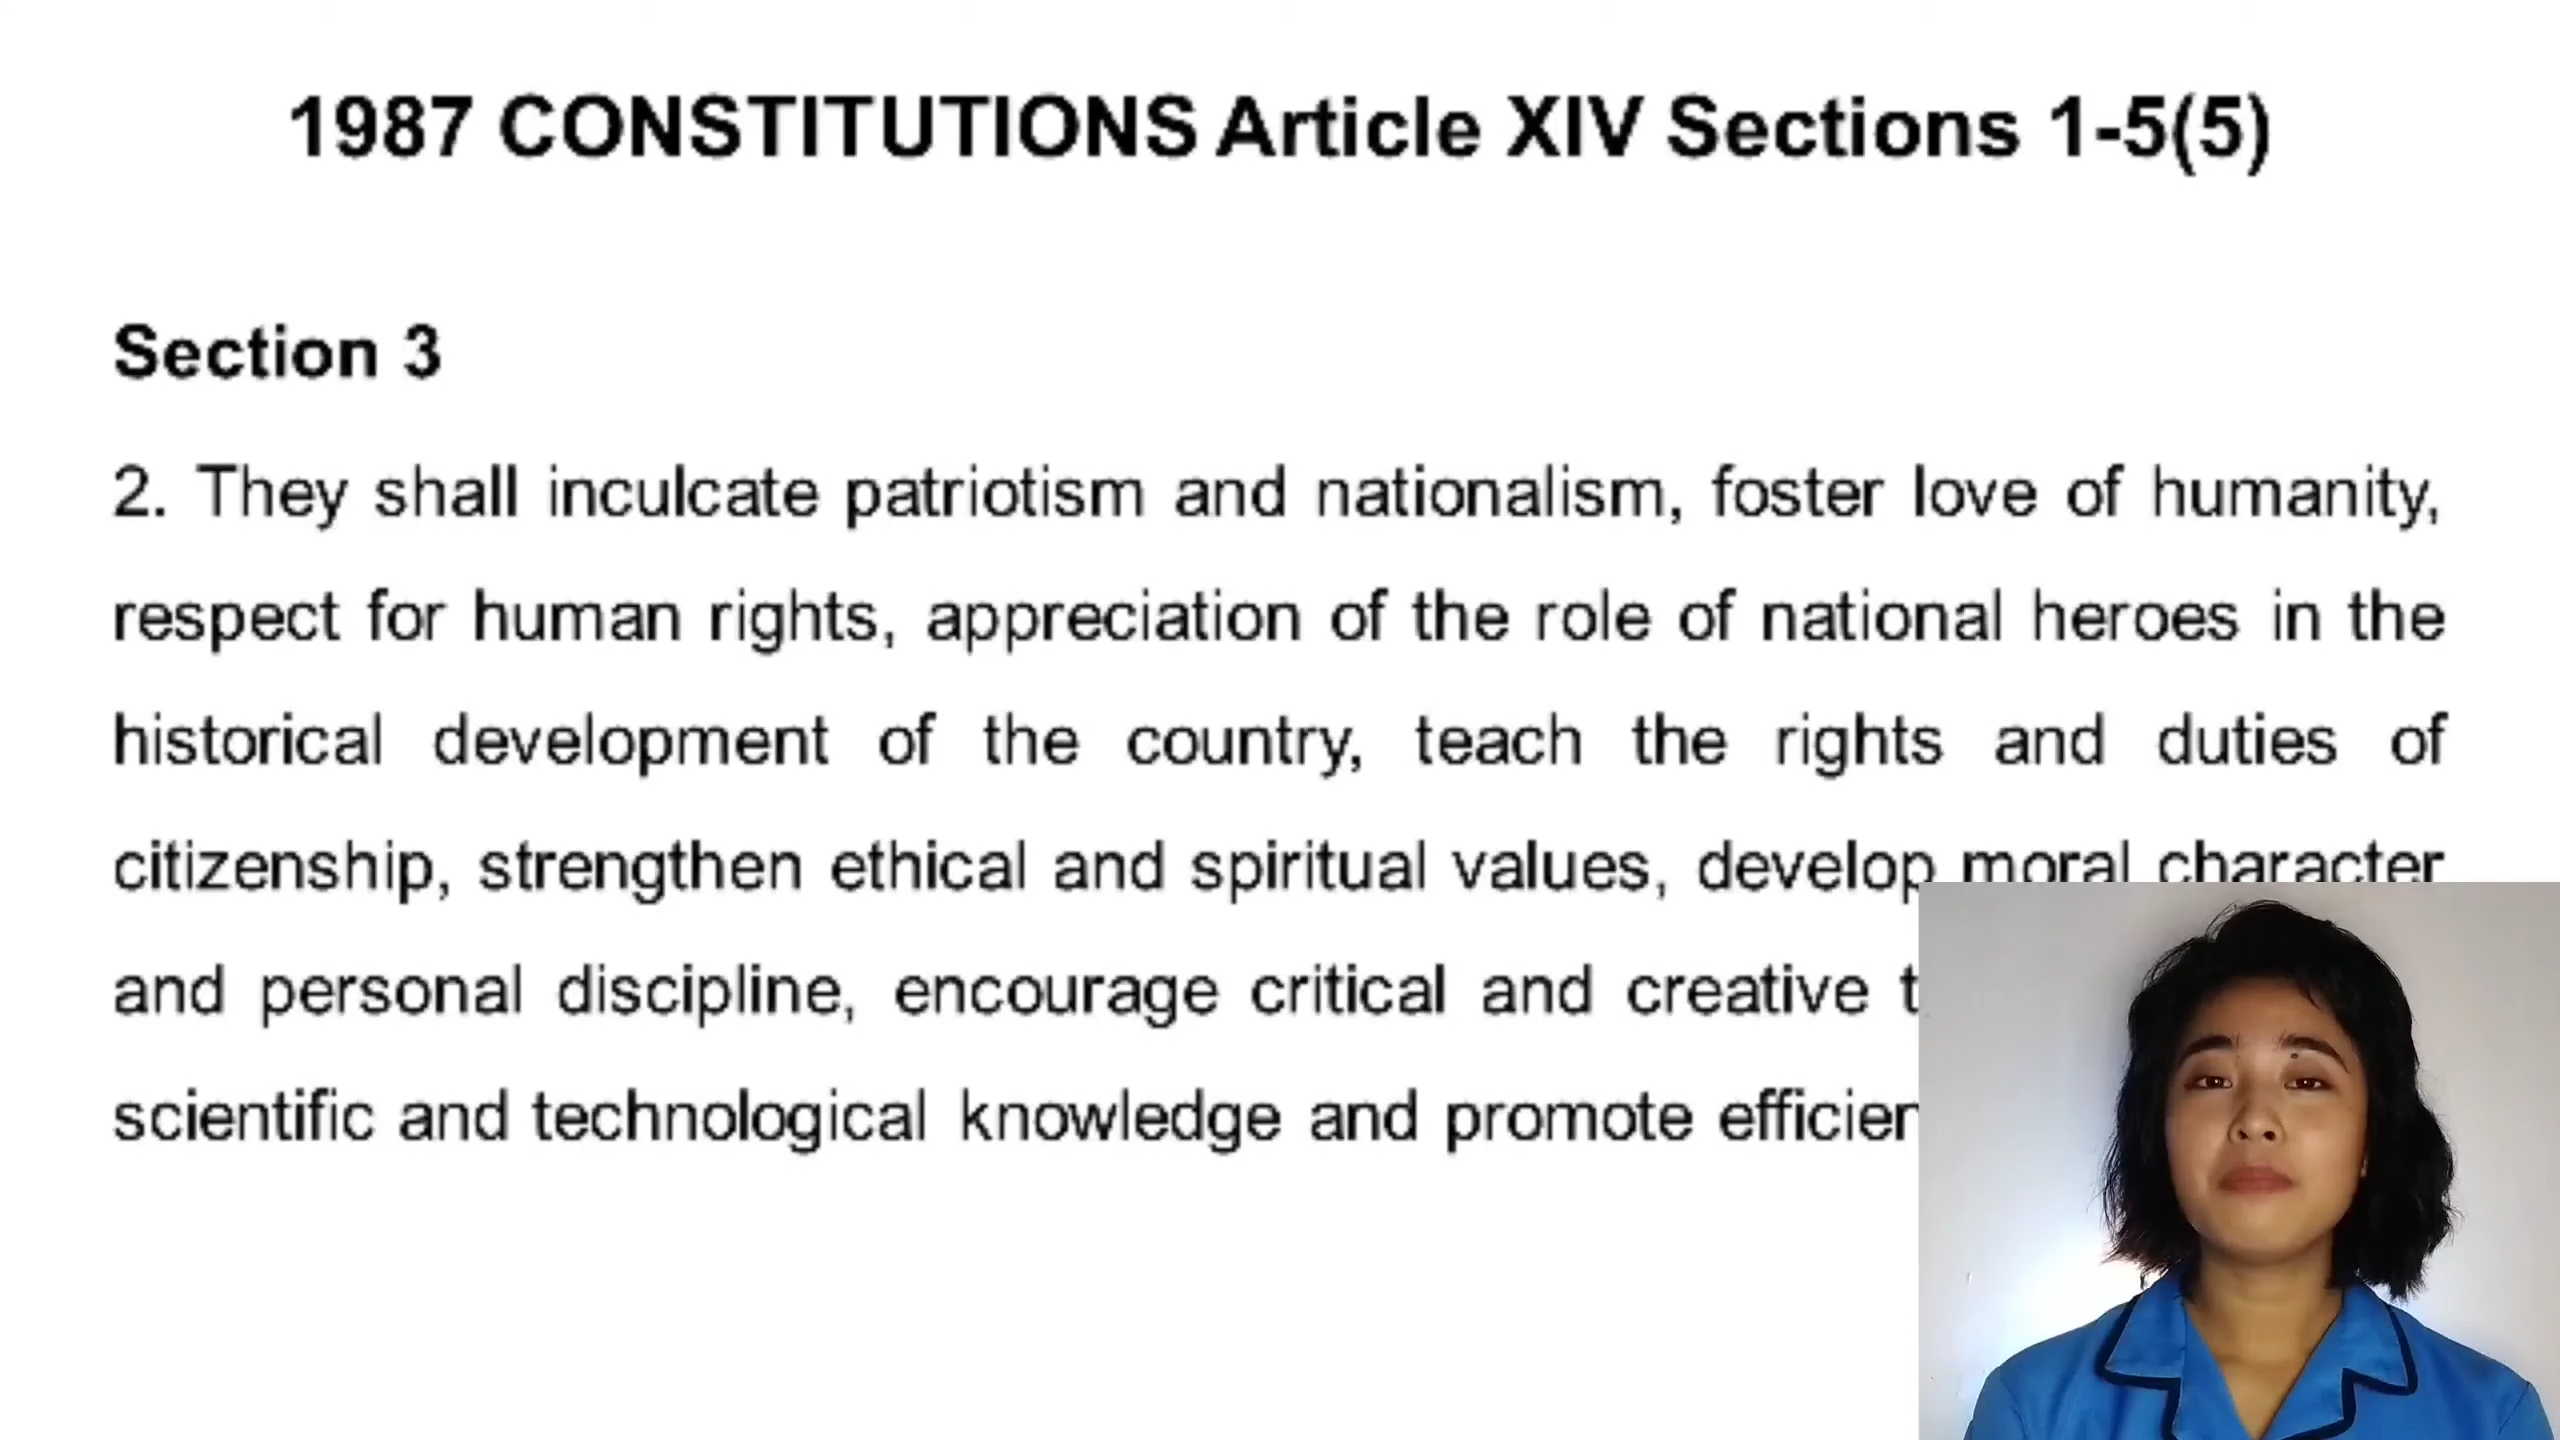 1987 CONSTITUTIONS Article XIV Sections 1-5(5)
Section 3
2. They shall inculcate patriotism and nationalism, foster love of humanity,
respect for human rights, appreciation of the role of national heroes in the
historical development of the country, teach the rights and duties of
citizenship, strengthen ethical and spiritual values, develop moral character
and personal discipline, encourage critical and creative
scientific and technological knowledge and promote